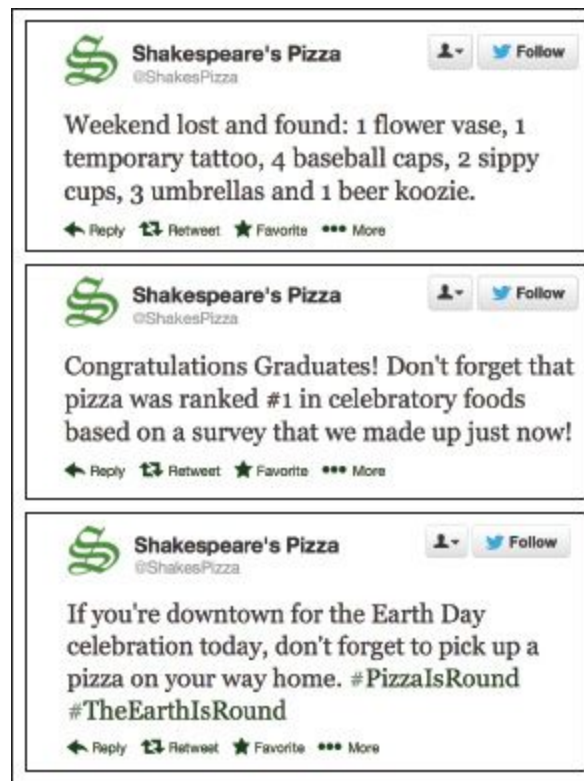 Shakespeare's Pizza
Follow
@ShakesPizza
Weekend lost and found: 1 flower vase, 1
temporary tattoo, 4 baseball caps, 2 sippy
cups, 3 umbrellas and 1 beer koozie.
Reply Retweet Favorite More
Shakespeare's Pizza
Follow
@ShakesPizza
Congratulations Graduates! Don't forget that
pizza was ranked #1 in celebratory foods
based on a survey that we made up just now!
Reply Retweet Favorite More
Shakespeare's Pizza
Follow
@ShakesPizza
If you're downtown for the Earth Day
celebration today, don't forget to pick up a
pizza on your way home. #PizzaIsRound
#TheEarthIsRound
Reply Retweet Favorite More